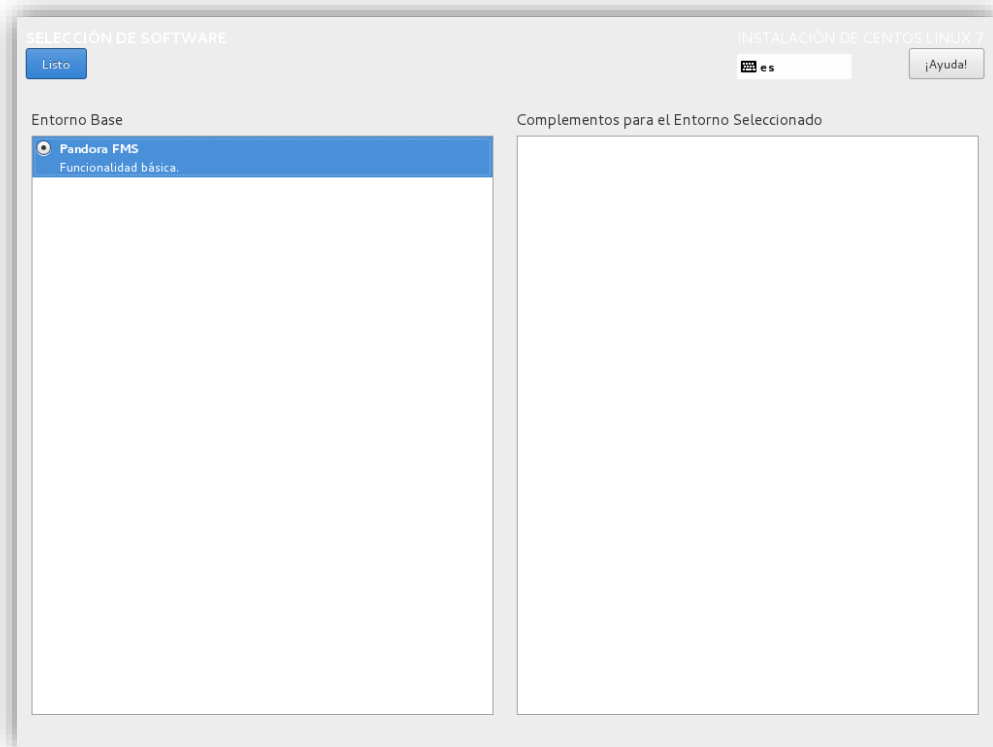 SELECCIÓN DE SOFTWARE
INSTALACIÓN DE CENTOS LINUX 7
Listo
es
¡Ayuda!
Entorno Base
Complementos para el Entorno Seleccionado
Pandora FMS
Funcionalidad básica.